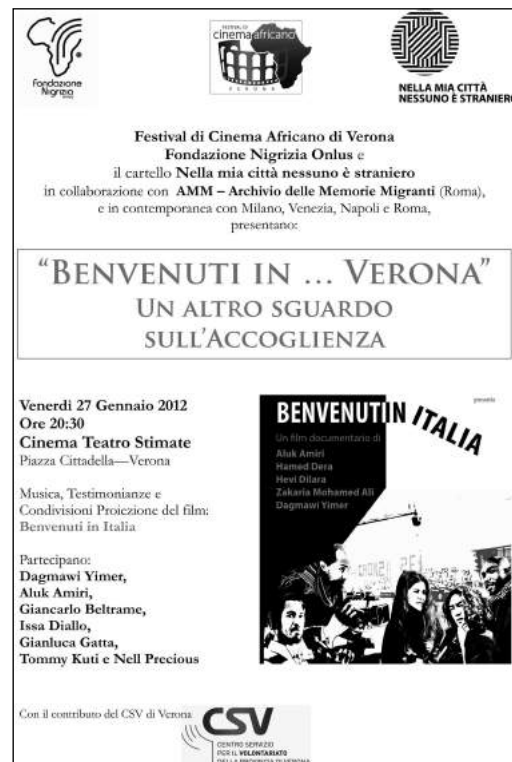 Fondazione
Nigrizia
FESTIVAL DI
cinema africano
VERONA
NELLA MIA CITTÀ
NESSUNO È STRANIERO
Festival di Cinema Africano di Verona
Fondazione Nigrizia Onlus e
il cartello Nella mia città nessuno è straniero
in collaborazione con AMM – Archivio delle Memorie Migranti (Roma),
e in contemporanea con Milano, Venezia, Napoli e Roma,
presentano:
“BENVENUTI IN ... VERONA”
UN ALTRO SGUARDO
SULL’ACCOGLIENZA
Venerdì 27 Gennaio 2012
Ore 20:30
Cinema Teatro Stimate
Piazza Cittadella—Verona
Musica, Testimonianze e
Condivisioni Proiezione del film:
Benvenuti in Italia
Partecipano:
Dagmawi Yimer,
Aluk Amiri,
Giancarlo Beltrame,
Issa Diallo,
Gianluca Gatta,
Tommy Kuti e Nell Precious
presenta
BENVENUTIN ITALIA
Un film documentario di
Aluk Amiri
Hamed Dera
Hevi Dilara
Zakaria Mohamed Ali
Dagmawi Yimer
Con il contributo del CSV di Verona
CSV
CENTRO SERVIZIO
PER IL VOLONTARIATO
DELLA PROVINCIA DI VERONA